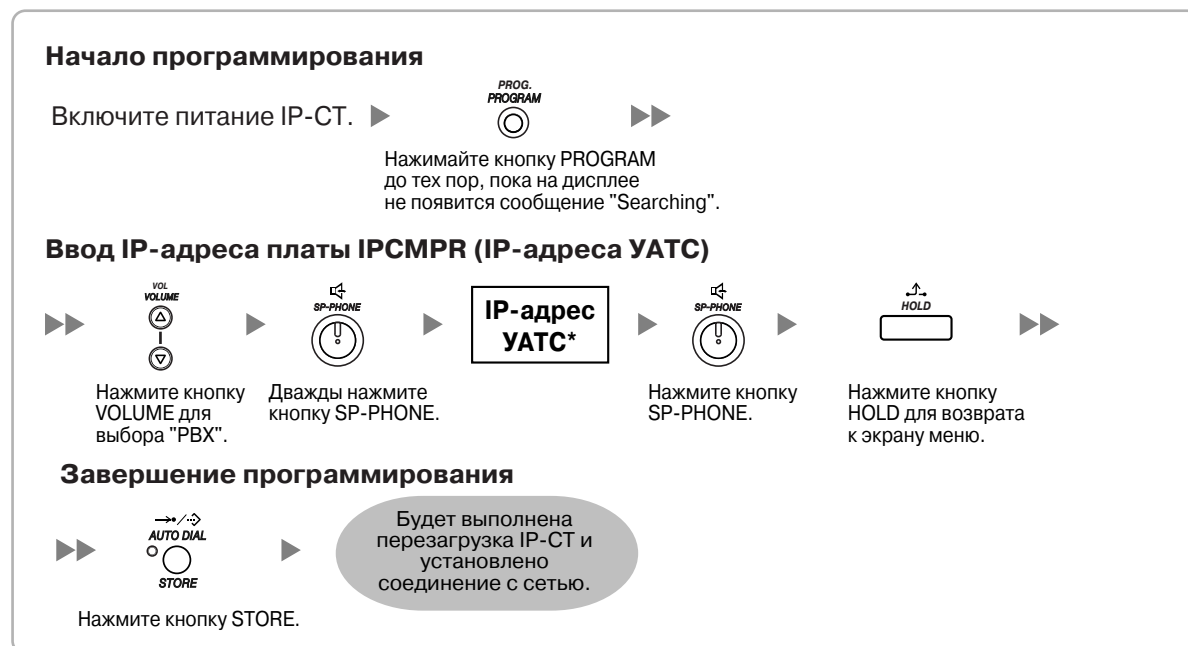 Начало программирования
PROG.
PROGRAM
Включите питание IP-CT.
Нажимайте кнопку PROGRAM
до тех пор, пока на дисплее
не появится сообщение "Searching".
Ввод IP-адреса платы IPCMPR (IP-адреса УАТС)
VOL
VOLUME
Нажмите кнопку
VOLUME для
выбора "PBX".
SP-PHONE
Дважды нажмите
кнопку SP-PHONE.
IP-адрес
УАТС*
SP-PHONE
Нажмите кнопку
SP-PHONE.
HOLD
Нажмите кнопку
HOLD для возврата
к экрану меню.
Завершение программирования
AUTO DIAL
STORE
Нажмите кнопку STORE.
Будет выполнена
перезагрузка IP-CT и
установлено
соединение с сетью.